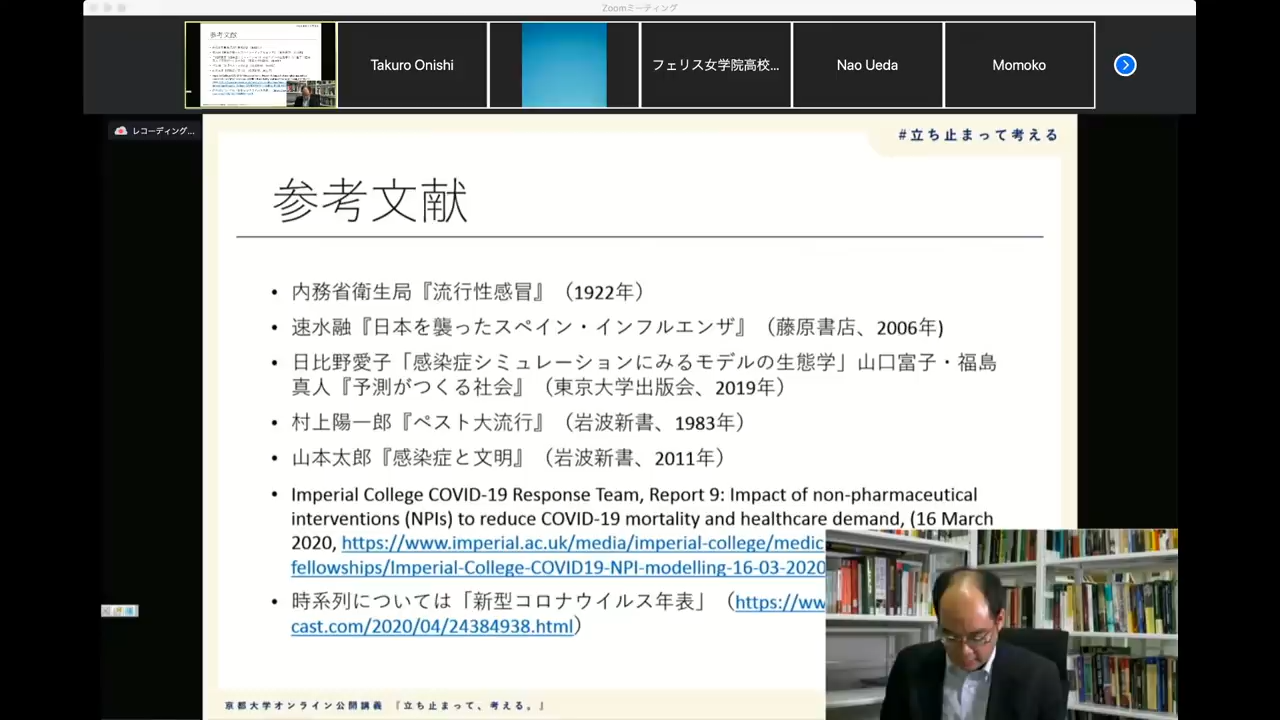 Zoomミーティング
Takuro Onishi
フェリス女学院高校...
Nao Ueda
Momoko
レコーディング...
#立ち止まって考える
参考文献
• 内務省衛生局『流行性感冒』（1922年）
• 速水融『日本を襲ったスペイン・インフルエンザ』（藤原書店、2006年)
• 日比野愛子「感染症シミュレーションにみるモデルの生態学」山口富子・福島
真人『予測がつくる社会』（東京大学出版会、2019年）
• 村上陽一郎『ペスト大流行』（岩波新書、1983年）
• 山本太郎『感染症と文明』（岩波新書、2011年）
• Imperial College COVID-19 Response Team, Report 9: Impact of non-pharmaceutical
interventions (NPIs) to reduce COVID-19 mortality and healthcare demand, (16 March
2020, https://www.imperial.ac.uk/media/imperial-college/medic
fellowships/Imperial-College-COVID19-NPI-modelling-16-03-2020
• 時系列については「新型コロナウイルス年表」（https://ww
cast.com/2020/04/24384938.html）
京都大学オンライン公開講義 『立ち止まって、考える。』